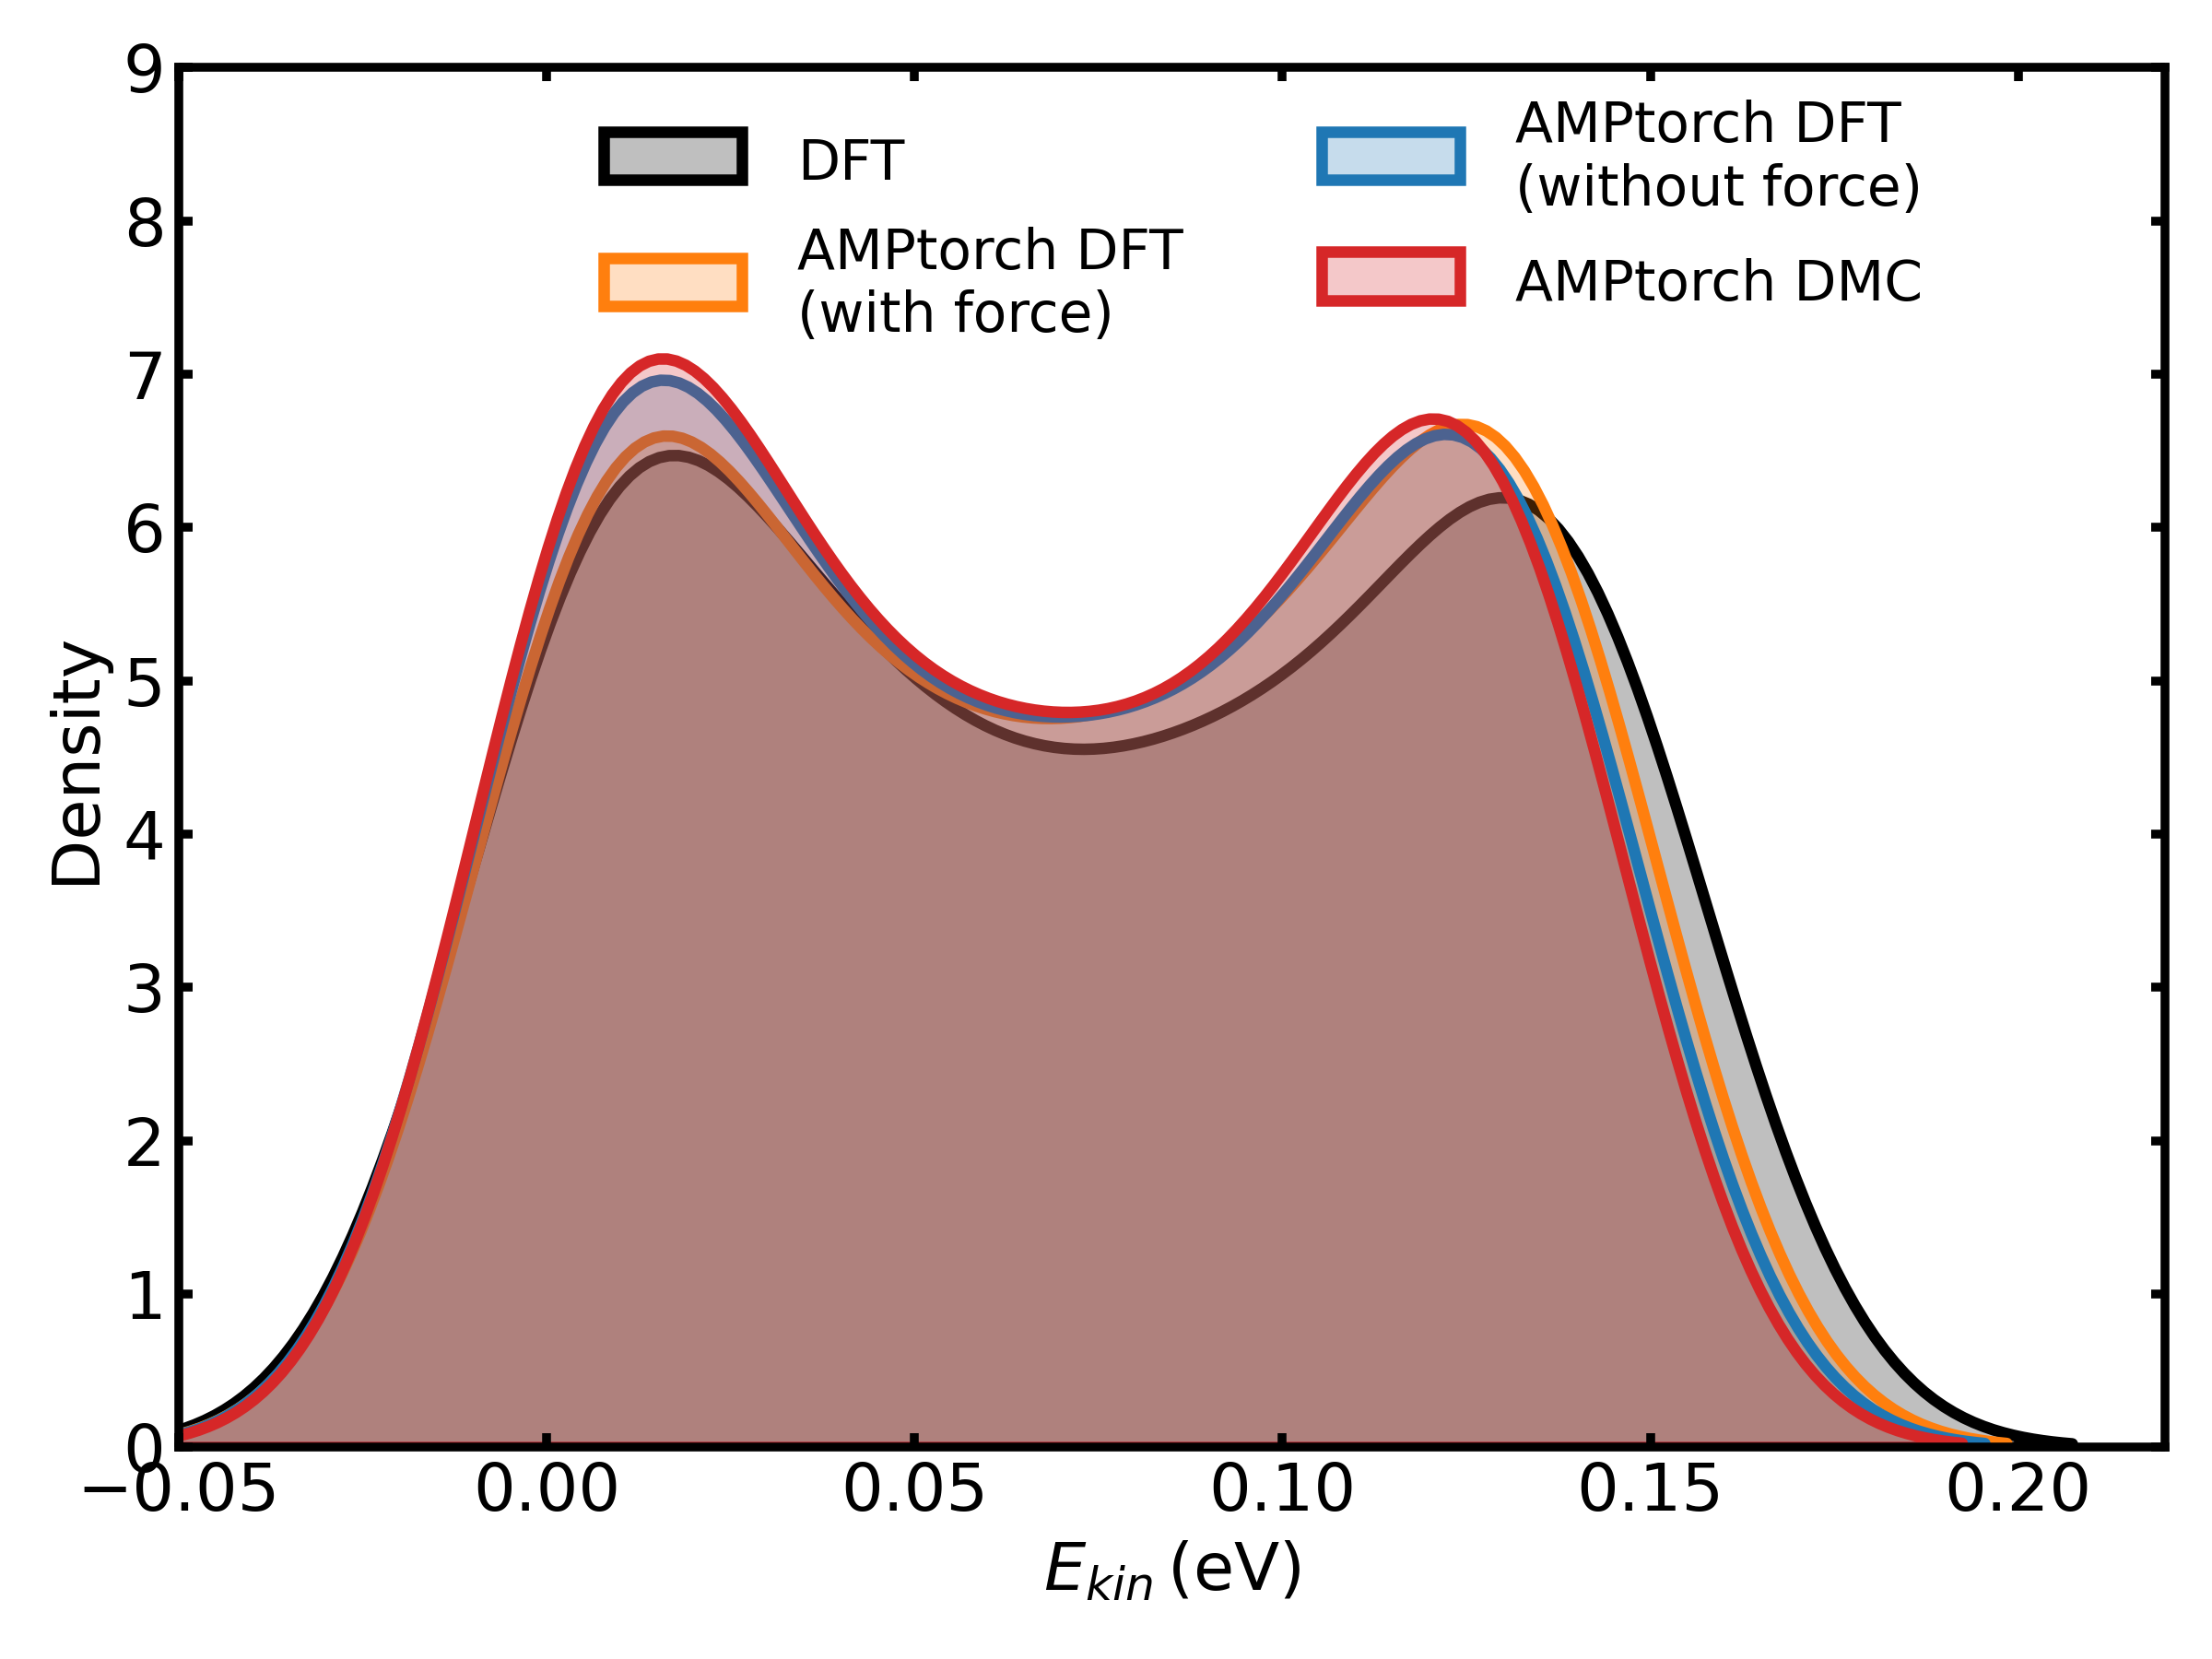 9
8
7
6
5
4
3
2
1
0
Density
DFT
AMPtorch DFT
(with force)
AMPtorch DFT
(without force)
AMPtorch DMC
−0.05 0.00 0.05 0.10 0.15 0.20
E_kin (eV)